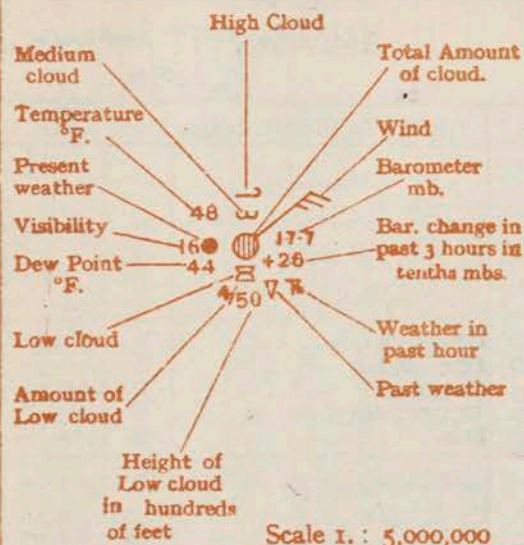 High Cloud
Medium
cloud
Total Amount
of cloud.
Temperature
°F.
Wind
Present
weather
Barometer
mb.
48
Visibility
16
17·7
Bar. change in
past 3 hours in
tenths mbs.
Dew Point
°F.
44
+26
50
Low cloud
Weather in
past hour
Amount of
Low cloud
Past weather
Height of
Low cloud
in hundreds
of feet
Scale 1. : 5,000,000